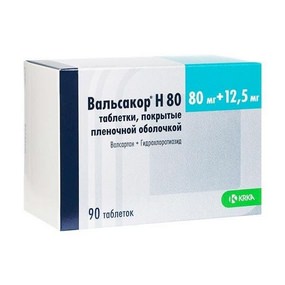 Вальсакор® Н 80
80 мг+12,5 мг
таблетки, покрытые
пленочной оболочкой
Валсартан + Гидрохлоротиазид
90 таблеток
KRKA